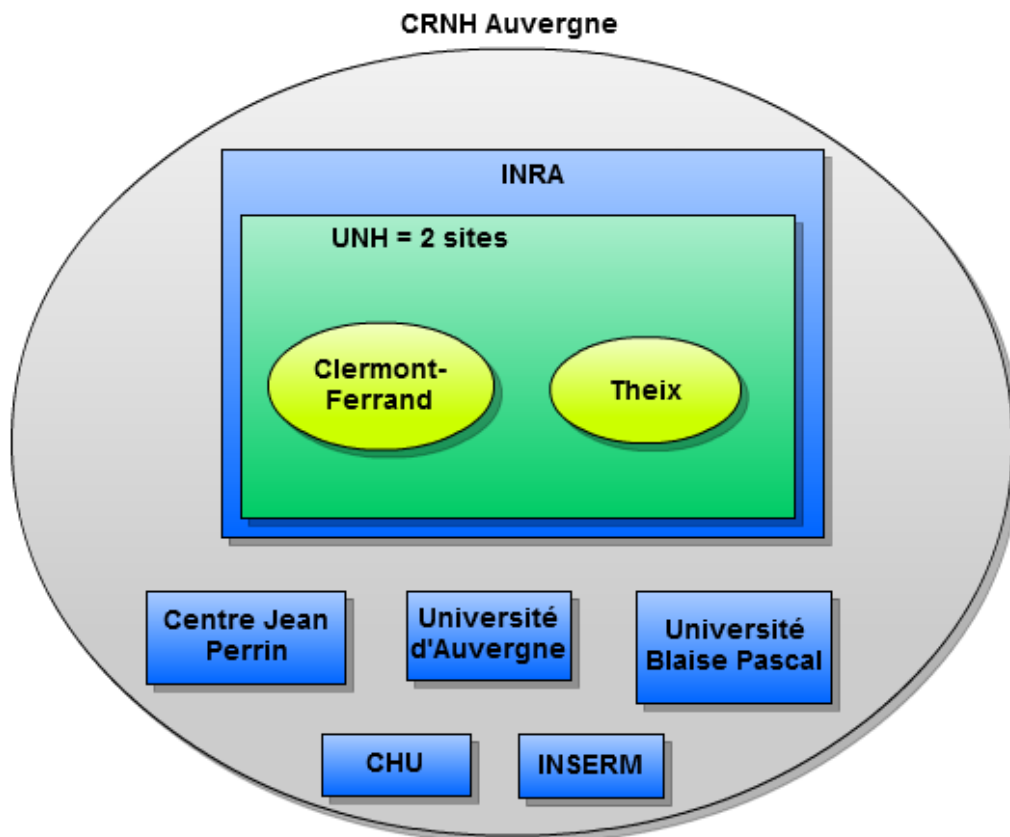 CRNH Auvergne
INRA
UNH = 2 sites
Clermont-
Ferrand
Theix
Centre Jean
Perrin
Université
d'Auvergne
Université
Blaise Pascal
CHU
INSERM